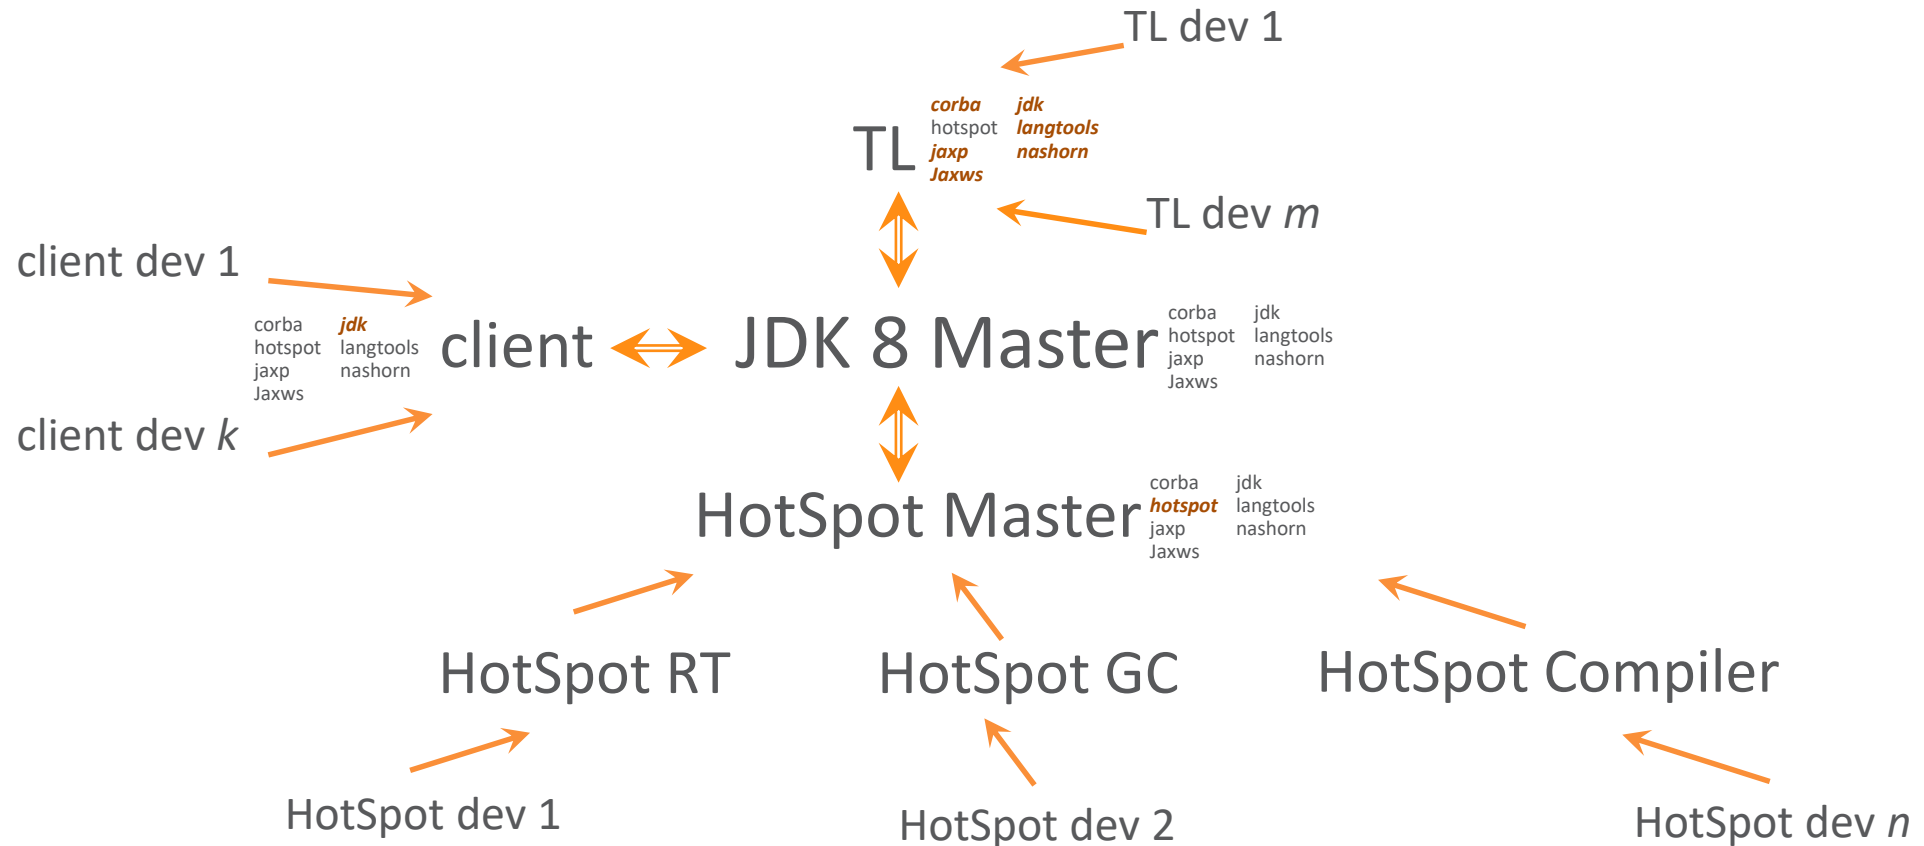 TL dev 1
TL
corba jdk
hotspot langtools
jaxp nashorn
Jaxws
TL dev m
client dev 1
corba jdk
hotspot langtools
jaxp nashorn
Jaxws
client
client dev k
JDK 8 Master
corba jdk
hotspot langtools
jaxp nashorn
Jaxws
HotSpot Master
corba jdk
hotspot langtools
jaxp nashorn
Jaxws
HotSpot RT
HotSpot GC
HotSpot Compiler
HotSpot dev 1
HotSpot dev 2
HotSpot dev n